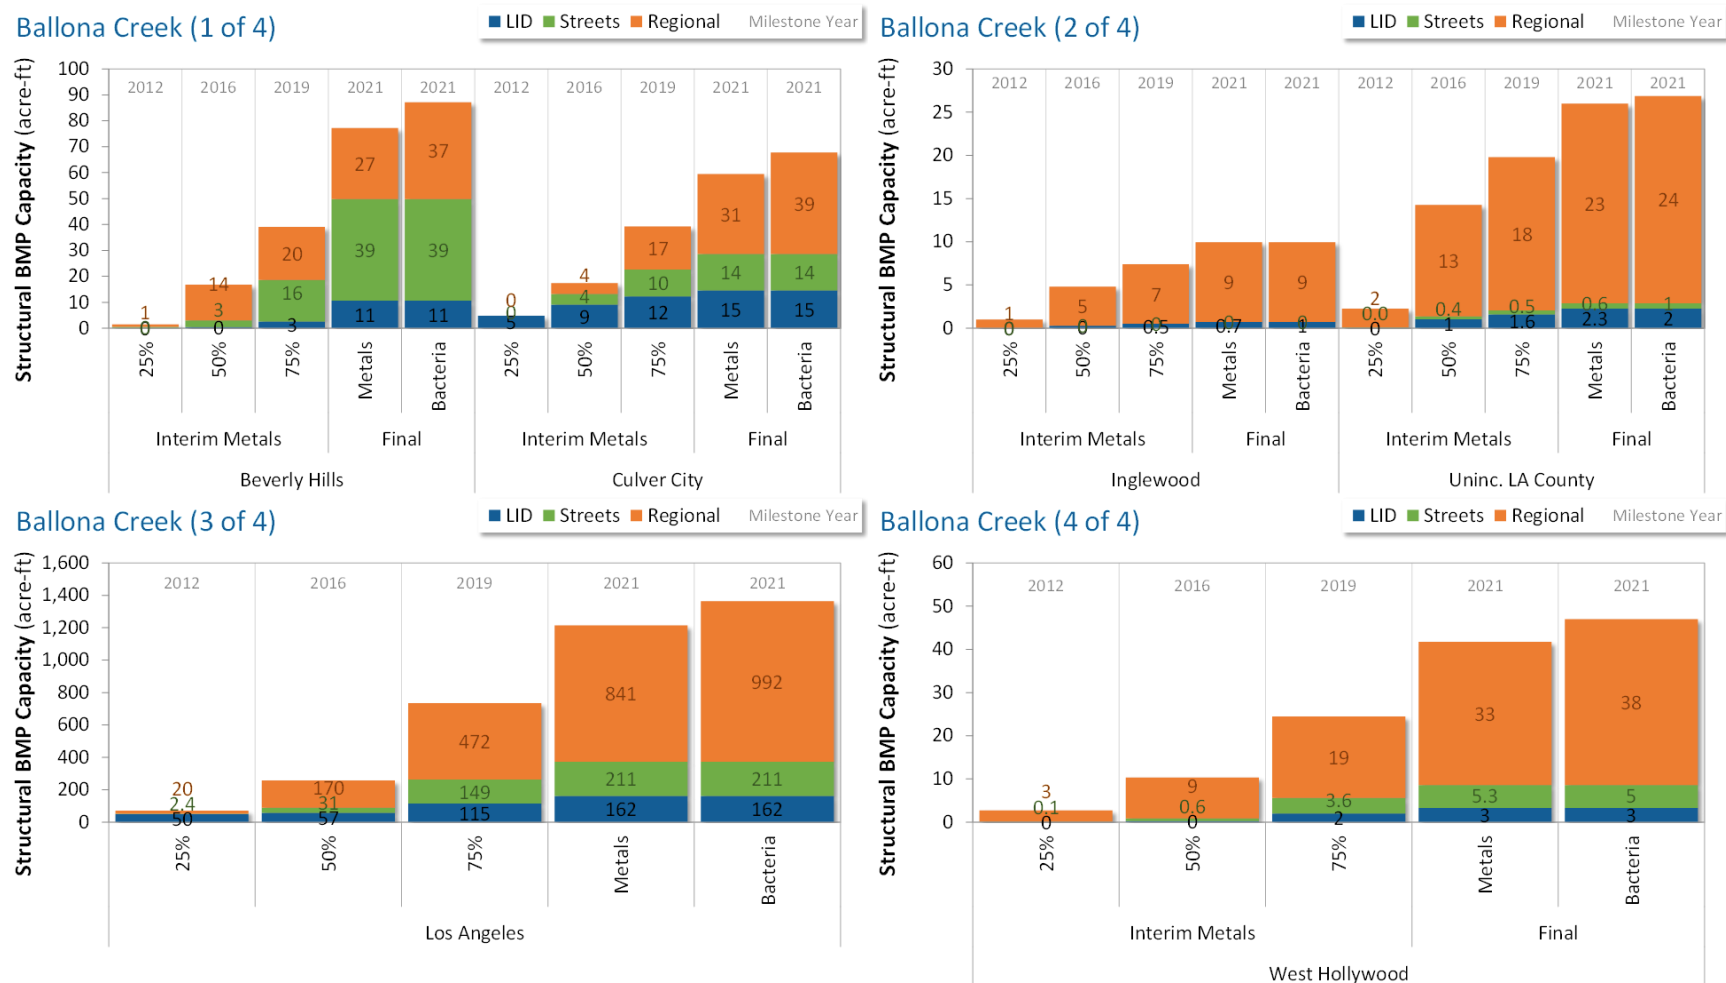 Ballona Creek (1 of 4)
LID Streets Regional Milestone Year
Structural BMP Capacity (acre-ft)
100
90
80
70
60
50
40
30
20
10
0
2012 2016 2019 2021 2021 2012 2016 2019 2021 2021
1 0 0
14 3 0
20 16 3
27 39 11
37 39 11
0 0 5
4 4 9
17 10 12
31 14 15
39 14 15
25% 50% 75% Metals Bacteria 25% 50% 75% Metals Bacteria
Interim Metals Final Interim Metals Final
Beverly Hills Culver City
Ballona Creek (2 of 4)
LID Streets Regional Milestone Year
Structural BMP Capacity (acre-ft)
30
25
20
15
10
5
0
2012 2016 2019 2021 2021 2012 2016 2019 2021 2021
1 0 0
5 0 0
7 0 0.5
9 0 0.7
9 0 1
2 0.0 0
13 0.4 1
18 0.5 1.6
23 0.6 2.3
24 1 2
25% 50% 75% Metals Bacteria 25% 50% 75% Metals Bacteria
Interim Metals Final Interim Metals Final
Inglewood Uninc. LA County
Ballona Creek (3 of 4)
LID Streets Regional Milestone Year
Structural BMP Capacity (acre-ft)
1,600
1,400
1,200
1,000
800
600
400
200
0
2012 2016 2019 2021 2021
20 2.4 50
170 31 57
472 149 115
841 211 162
992 211 162
25% 50% 75% Metals Bacteria
Los Angeles
Ballona Creek (4 of 4)
LID Streets Regional Milestone Year
Structural BMP Capacity (acre-ft)
60
50
40
30
20
10
0
2012 2016 2019 2021 2021
3 0.1 0
9 0.6 0
19 3.6 2
33 5.3 3
38 5 3
25% 50% 75% Metals Bacteria
Interim Metals Final
West Hollywood